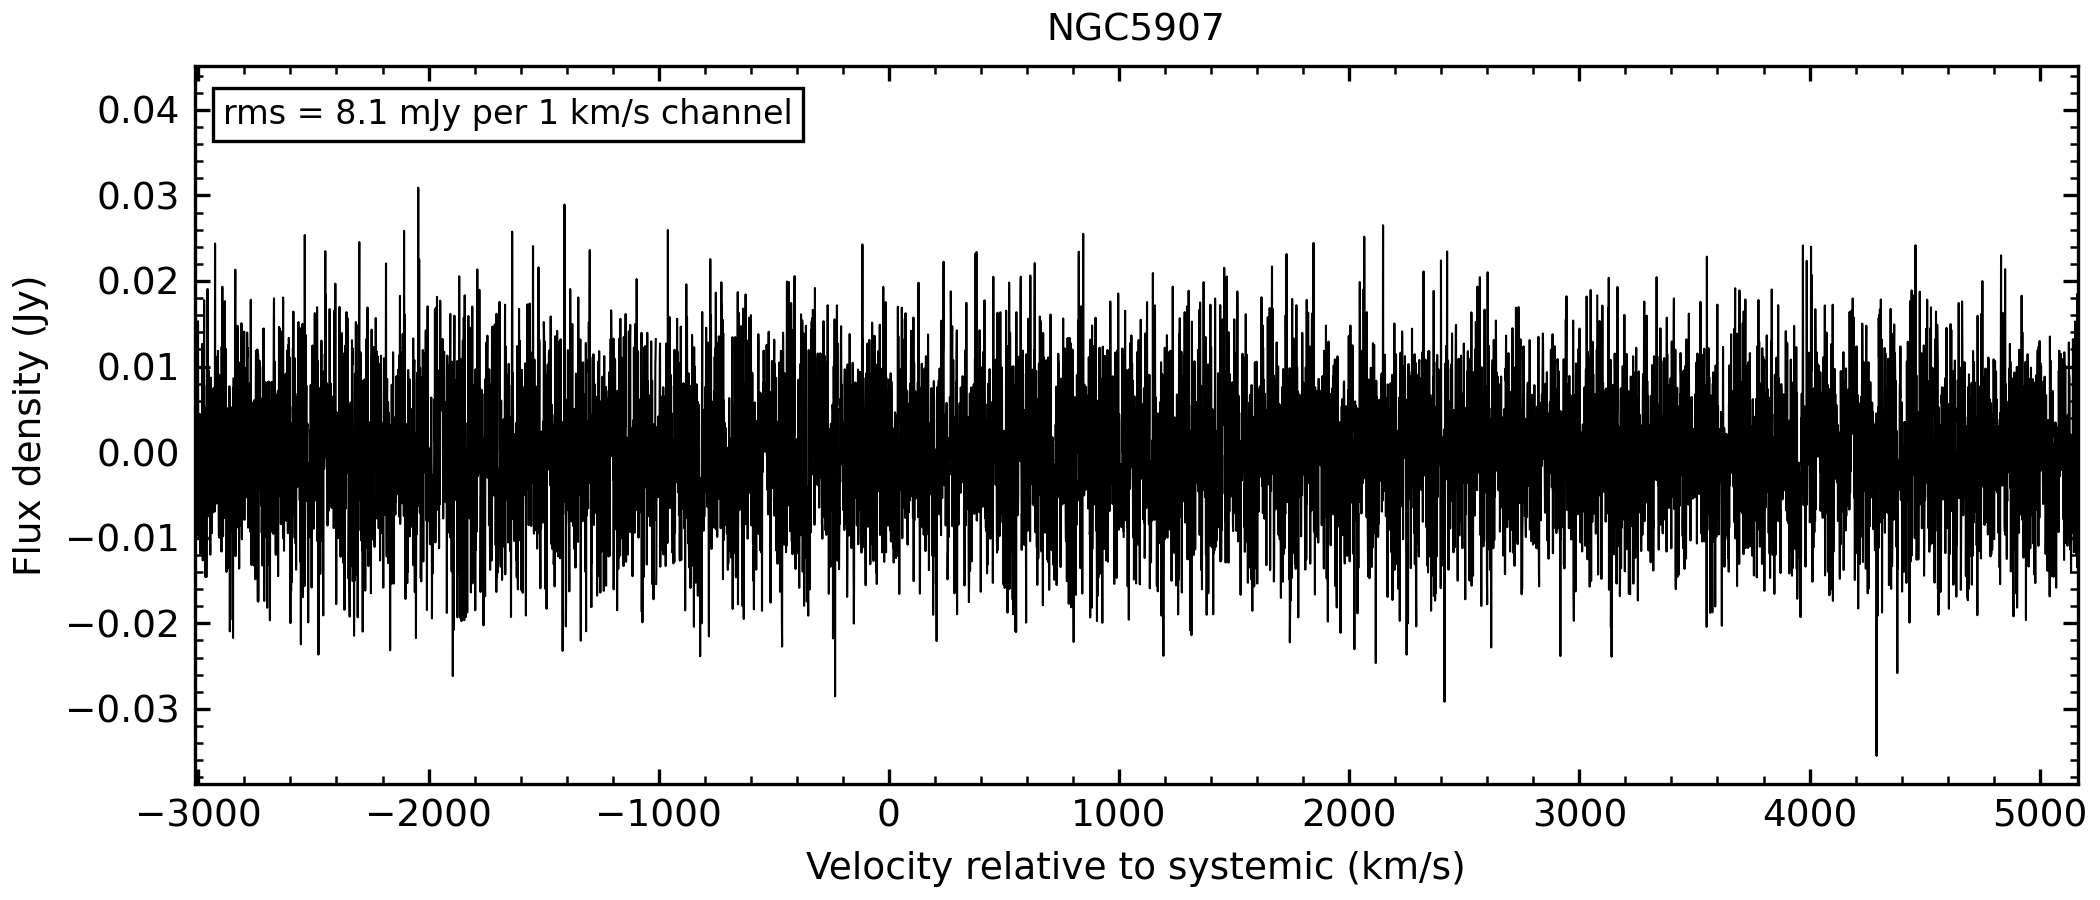 NGC5907
rms = 8.1 mJy per 1 km/s channel
0.04
0.03
0.02
0.01
0.00
−0.01
−0.02
−0.03
Flux density (Jy)
−3000 −2000 −1000 0 1000 2000 3000 4000 5000
Velocity relative to systemic (km/s)